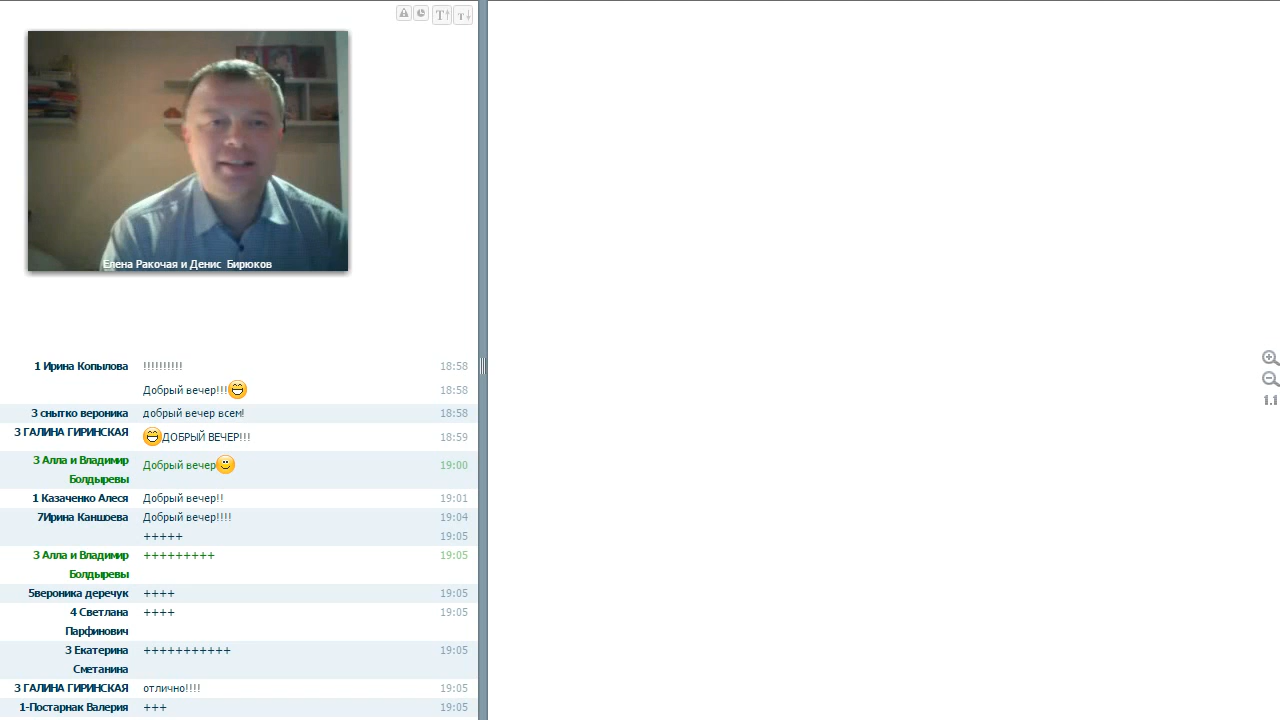 T↑ T↓
Елена Ракочая и Денис Бирюков
1 Ирина Копылова !!!!!!!!!! 18:58
Добрый вечер!!! 18:58
3 снытко вероника добрый вечер всем! 18:58
3 ГАЛИНА ГИРИНСКАЯ ДОБРЫЙ ВЕЧЕР!!! 18:59
3 Алла и Владимир Добрый вечер 19:00
Болдыревы
1 Казаченко Алеся Добрый вечер!! 19:01
7Ирина Каншоева Добрый вечер!!!! 19:04
+++++ 19:05
3 Алла и Владимир +++++++++ 19:05
Болдыревы
5вероника деречук ++++ 19:05
4 Светлана ++++ 19:05
Парфинович
3 Екатерина +++++++++++ 19:05
Сметанина
3 ГАЛИНА ГИРИНСКАЯ отлично!!!! 19:05
1-Постарнак Валерия +++ 19:05
1.1